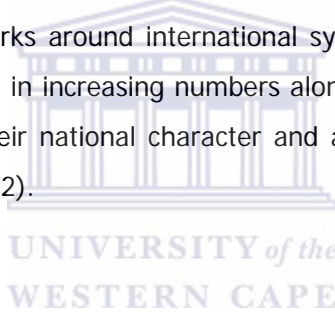 rks around international sy
in increasing numbers alon
eir national character and a
2).
UNIVERSITY of the
WESTERN CAPE